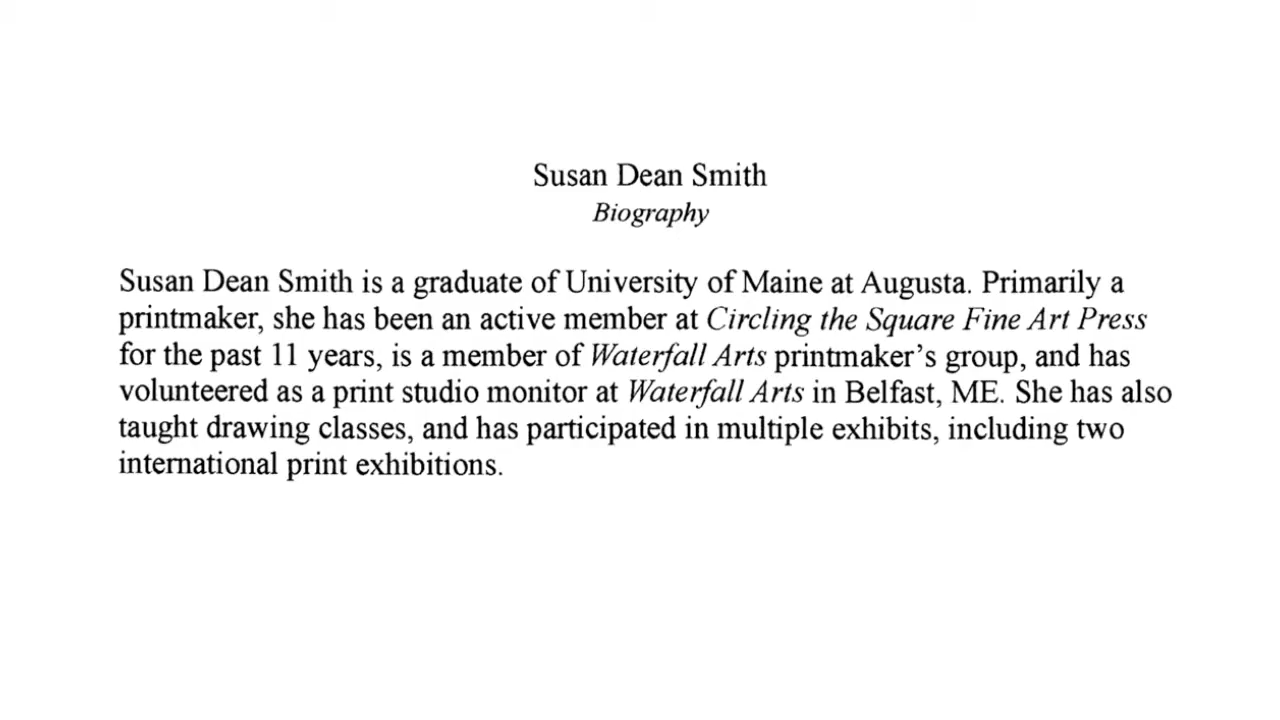 Susan Dean Smith
Biography
Susan Dean Smith is a graduate of University of Maine at Augusta. Primarily a
printmaker, she has been an active member at Circling the Square Fine Art Press
for the past 11 years, is a member of Waterfall Arts printmaker’s group, and has
volunteered as a print studio monitor at Waterfall Arts in Belfast, ME. She has also
taught drawing classes, and has participated in multiple exhibits, including two
international print exhibitions.